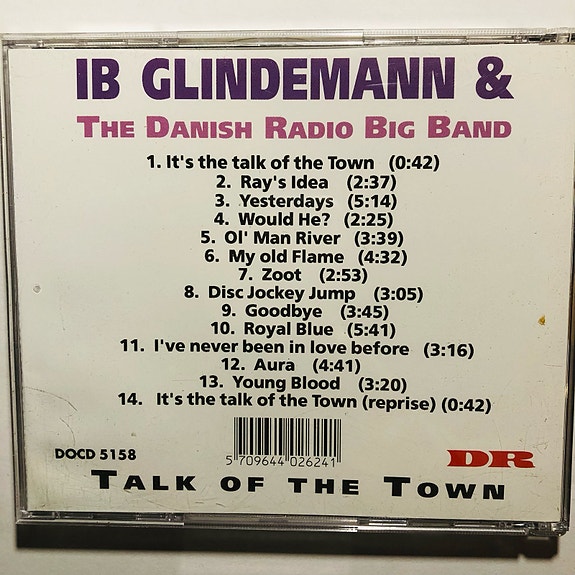 IB GLINDEMANN &
THE DANISH RADIO BIG BAND
1. It's the talk of the Town (0:42)
2. Ray's Idea (2:37)
3. Yesterdays (5:14)
4. Would He? (2:25)
5. Ol' Man River (3:39)
6. My old Flame (4:32)
7. Zoot (2:53)
8. Disc Jockey Jump (3:05)
9. Goodbye (3:45)
10. Royal Blue (5:41)
11. I've never been in love before (3:16)
12. Aura (4:41)
13. Young Blood (3:20)
14. It's the talk of the Town (reprise) (0:42)
DOCD 5158
5 709644 026241
DR
TALK OF THE TOWN